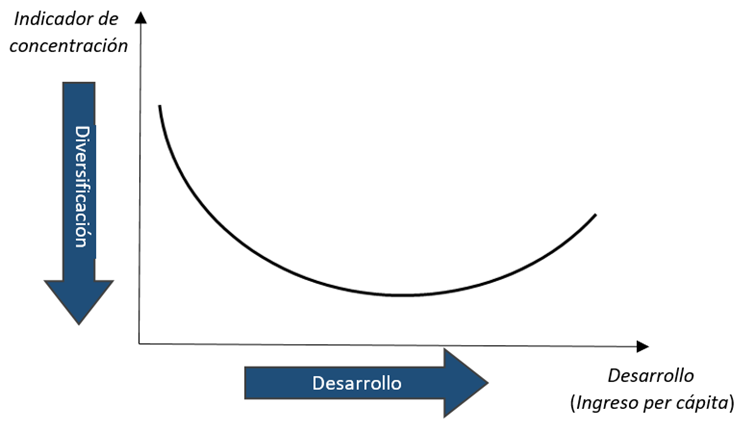 Indicador de
concentración
Diversificación
Desarrollo
Desarrollo
(Ingreso per cápita)